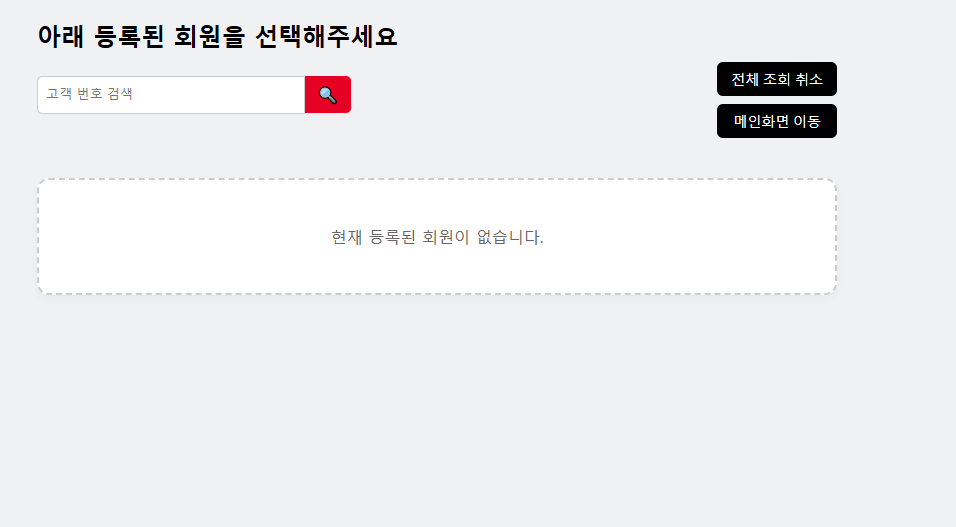 아래 등록된 회원을 선택해주세요
고객 번호 검색
전체 조회 취소
메인화면 이동
현재 등록된 회원이 없습니다.